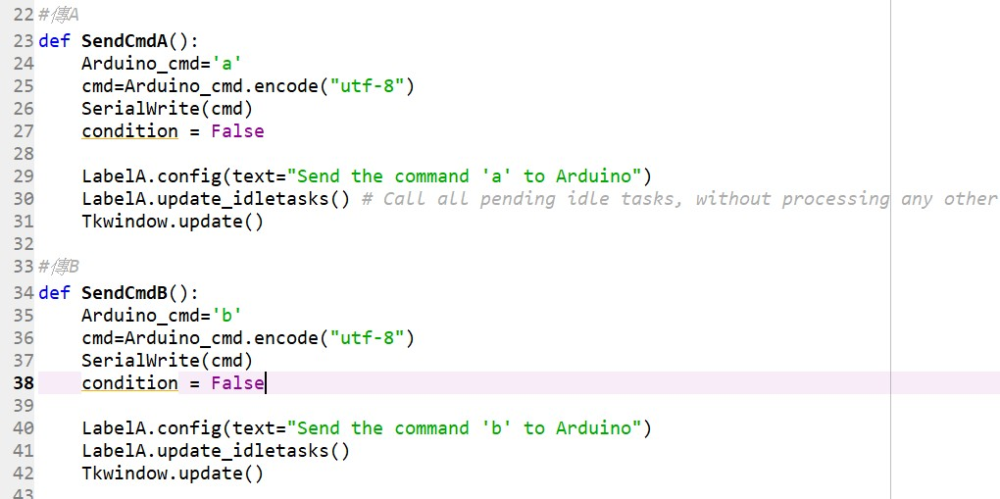 22 #傳A
23 def SendCmdA():
24     Arduino_cmd='a'
25     cmd=Arduino_cmd.encode("utf-8")
26     SerialWrite(cmd)
27     condition = False
28
29     LabelA.config(text="Send the command 'a' to Arduino")
30     LabelA.update_idletasks() # Call all pending idle tasks, without processing any other
31     Tkwindow.update()
32
33 #傳B
34 def SendCmdB():
35     Arduino_cmd='b'
36     cmd=Arduino_cmd.encode("utf-8")
37     SerialWrite(cmd)
38     condition = False
39
40     LabelA.config(text="Send the command 'b' to Arduino")
41     LabelA.update_idletasks()
42     Tkwindow.update()
43